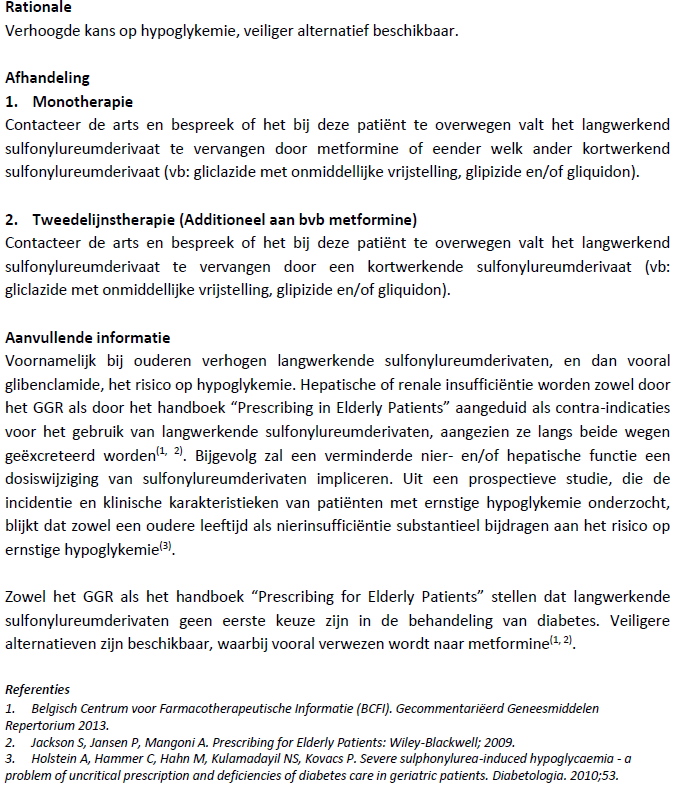 Rationale
Verhoogde kans op hypoglykemie, veiliger alternatief beschikbaar.
Afhandeling
1. Monotherapie
Contacteer de arts en bespreek of het bij deze patiënt te overwegen valt het langwerkend
sulfonylureumderivaat te vervangen door metformine of eender welk ander kortwerkend
sulfonylureumderivaat (vb: gliclazide met onmiddellijke vrijstelling, glipizide en/of gliquidon).
2. Tweedelijnstherapie (Additioneel aan bvb metformine)
Contacteer de arts en bespreek of het bij deze patiënt te overwegen valt het langwerkend
sulfonylureumderivaat te vervangen door een kortwerkende sulfonylureumderivaat (vb:
gliclazide met onmiddellijke vrijstelling, glipizide en/of gliquidon).
Aanvullende informatie
Voornamelijk bij ouderen verhogen langwerkende sulfonylureumderivaten, en dan vooral
glibenclamide, het risico op hypoglykemie. Hepatische of renale insufficiëntie worden zowel door
het GGR als door het handboek “Prescribing in Elderly Patients” aangeduid als contra-indicaties
voor het gebruik van langwerkende sulfonylureumderivaten, aangezien ze langs beide wegen
geëxcreteerd worden(1, 2). Bijgevolg zal een verminderde nier- en/of hepatische functie een
dosiswijziging van sulfonylureumderivaten impliceren. Uit een prospectieve studie, die de
incidentie en klinische karakteristieken van patiënten met ernstige hypoglykemie onderzocht,
blijkt dat zowel een oudere leeftijd als nierinsufficiëntie substantieel bijdragen aan het risico op
ernstige hypoglykemie(3).
Zowel het GGR als het handboek “Prescribing for Elderly Patients” stellen dat langwerkende
sulfonylureumderivaten geen eerste keuze zijn in de behandeling van diabetes. Veiligere
alternatieven zijn beschikbaar, waarbij vooral verwezen wordt naar metformine(1, 2).
Referenties
1. Belgisch Centrum voor Farmacotherapeutische Informatie (BCFI). Gecommentariëerd Geneesmiddelen
Repertorium 2013.
2. Jackson S, Jansen P, Mangoni A. Prescribing for Elderly Patients: Wiley-Blackwell; 2009.
3. Holstein A, Hammer C, Hahn M, Kulamadayil NS, Kovacs P. Severe sulphonylurea-induced hypoglycaemia - a
problem of uncritical prescription and deficiencies of diabetes care in geriatric patients. Diabetologia. 2010;53.